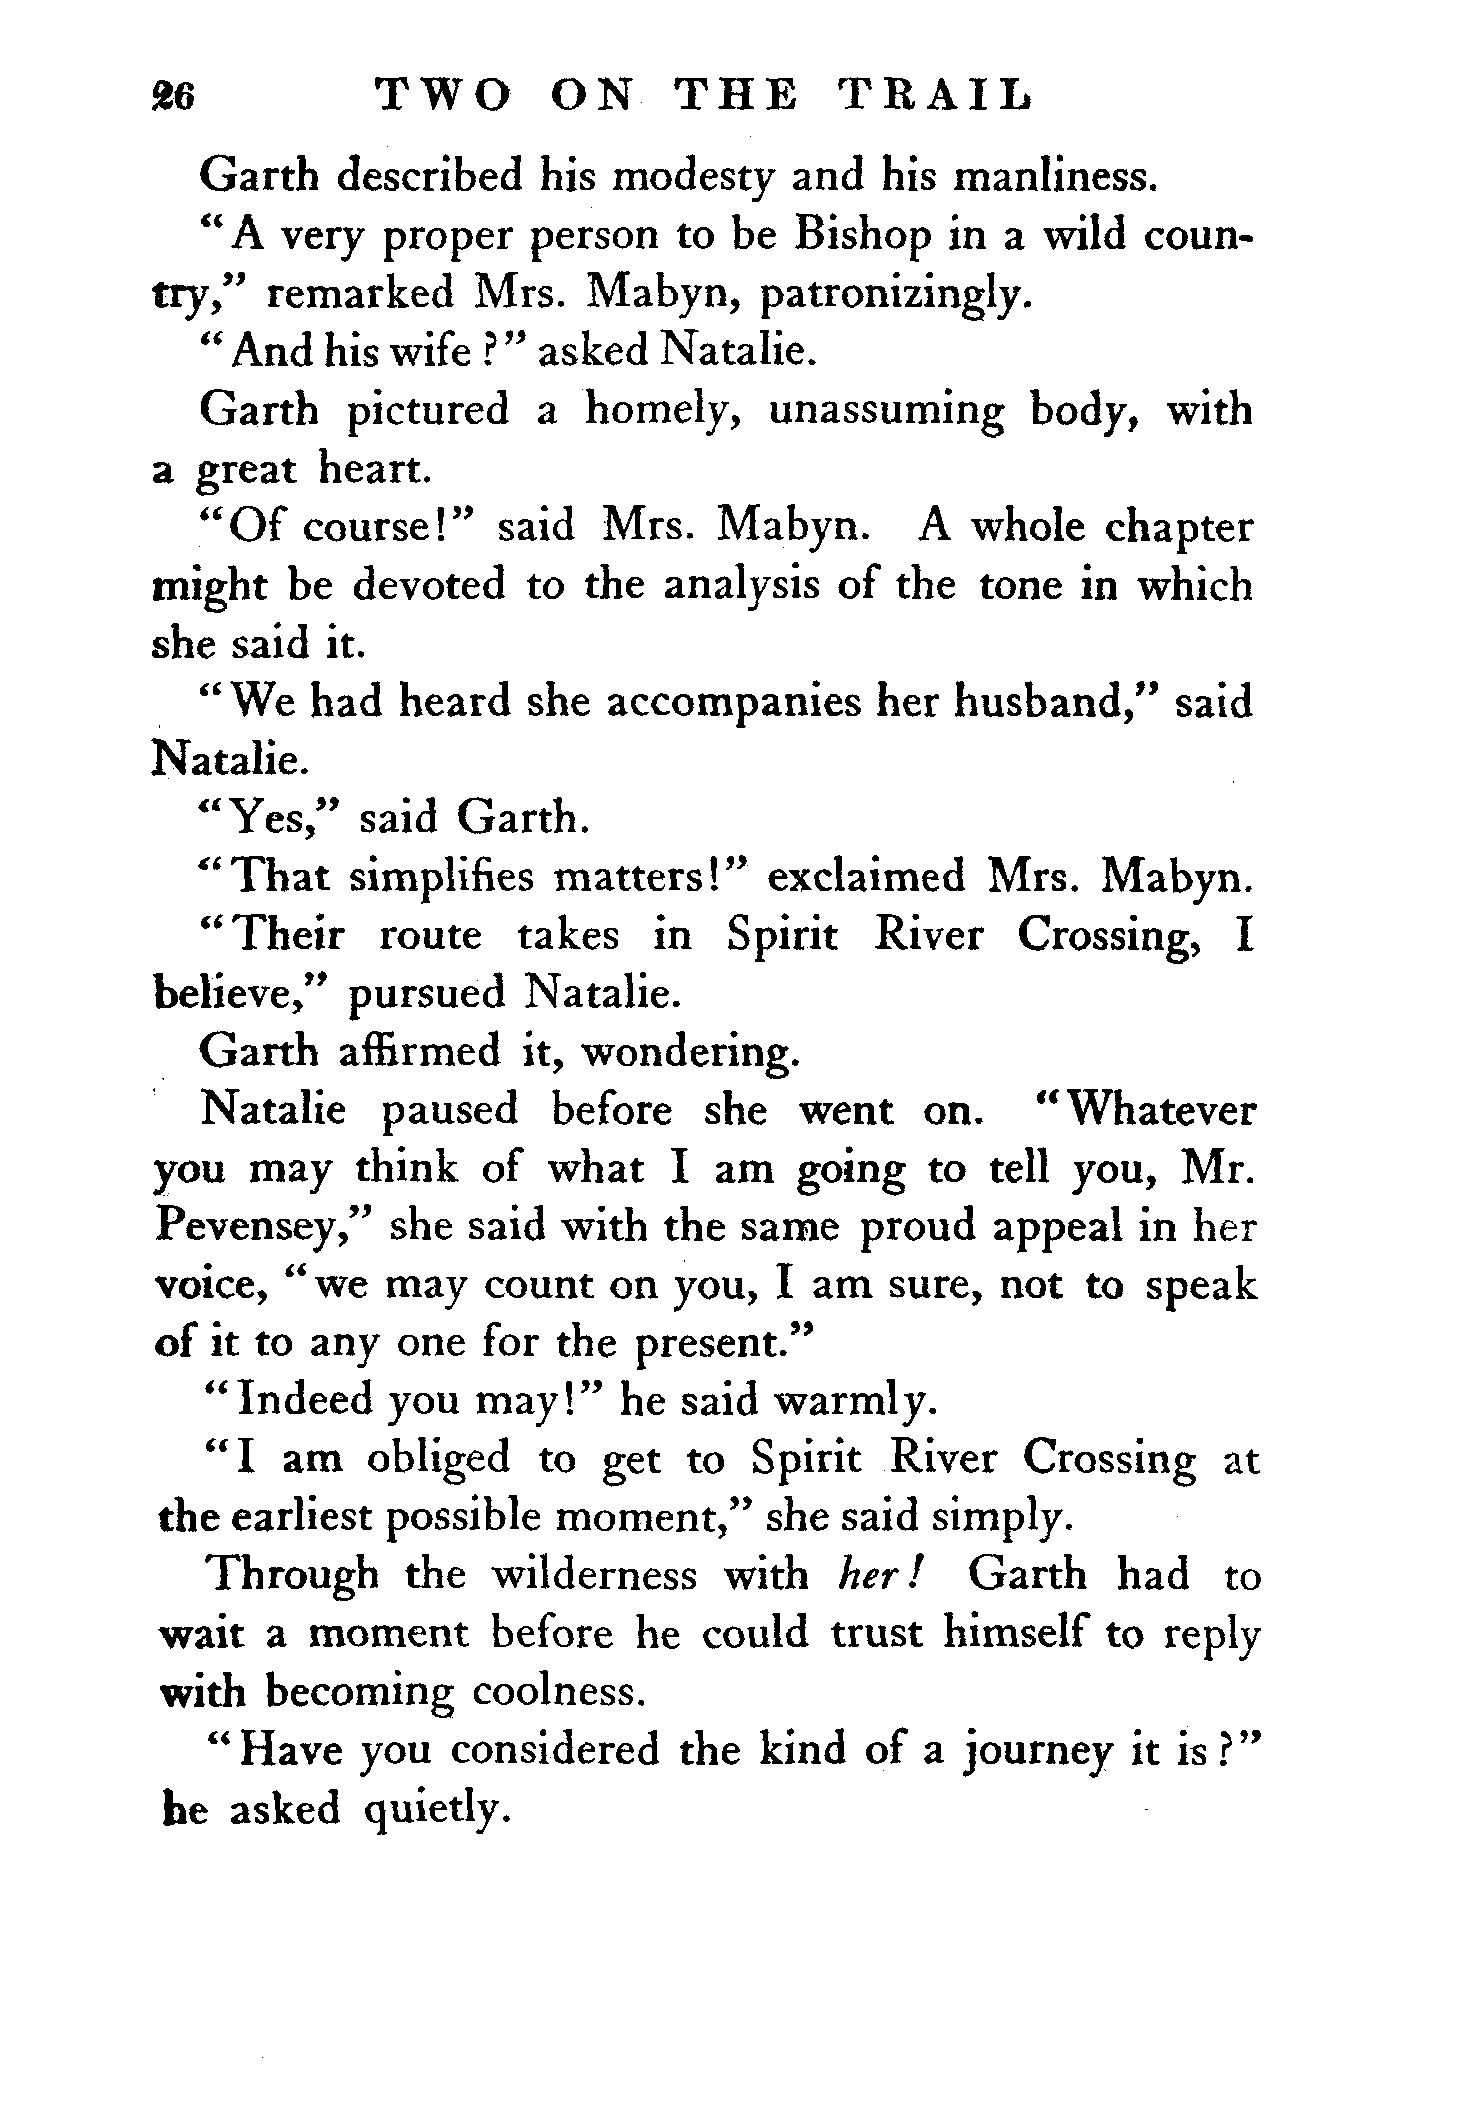 26 TWO ON THE TRAIL
Garth described his modesty and his manliness.
"A very proper person to be Bishop in a wild coun-
try," remarked Mrs. Mabyn, patronizingly.
"And his wife?" asked Natalie.
Garth pictured a homely, unassuming body, with
a great heart.
"Of course!" said Mrs. Mabyn. A whole chapter
might be devoted to the analysis of the tone in which
she said it.
"We had heard she accompanies her husband," said
Natalie.
"Yes," said Garth.
"That simplifies matters!" exclaimed Mrs. Mabyn.
"Their route takes in Spirit River Crossing, I
believe," pursued Natalie.
Garth affirmed it, wondering.
Natalie paused before she went on. "Whatever
you may think of what I am going to tell you, Mr.
Pevensey," she said with the same proud appeal in her
voice, "we may count on you, I am sure, not to speak
of it to any one for the present."
"Indeed you may!" he said warmly.
"I am obliged to get to Spirit River Crossing at
the earliest possible moment," she said simply.
Through the wilderness with her! Garth had to
wait a moment before he could trust himself to reply
with becoming coolness.
"Have you considered the kind of a journey it is?"
he asked quietly.